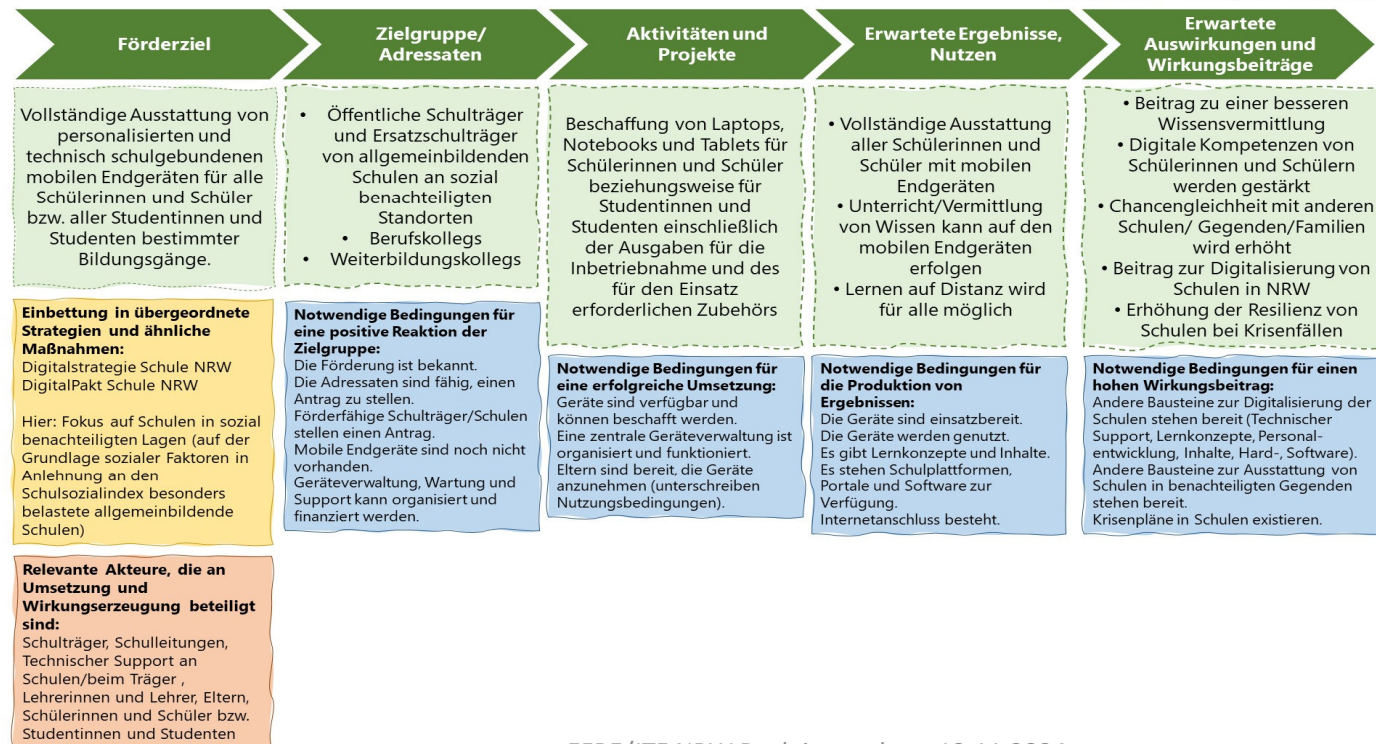 Förderziel
Zielgruppe/
Adressaten
Aktivitäten und
Projekte
Erwartete Ergebnisse,
Nutzen
Erwartete
Auswirkungen und
Wirkungsbeiträge
Vollständige Ausstattung von
personalisierten und
technisch schulgebundenen
mobilen Endgeräten für alle
Schülerinnen und Schüler
bzw. aller Studentinnen und
Studenten bestimmter
Bildungsgänge.
• Öffentliche Schulträger
und Ersatzschulträger
von allgemeinbildenden
Schulen an sozial
benachteiligten
Standorten
• Berufskollegs
• Weiterbildungskollegs
Beschaffung von Laptops,
Notebooks und Tablets für
Schülerinnen und Schüler
beziehungsweise für
Studentinnen und
Studenten einschließlich
der Ausgaben für die
Inbetriebnahme und des
für den Einsatz
erforderlichen Zubehörs
• Vollständige Ausstattung
aller Schülerinnen und
Schüler mit mobilen
Endgeräten
• Unterricht/Vermittlung
von Wissen kann auf den
mobilen Endgeräten
erfolgen
• Lernen auf Distanz wird
für alle möglich
• Beitrag zu einer besseren
Wissensvermittlung
• Digitale Kompetenzen von
Schülerinnen und Schülern
werden gestärkt
• Chancengleichheit mit anderen
Schulen/ Gegenden/Familien
wird erhöht
• Beitrag zur Digitalisierung von
Schulen in NRW
• Erhöhung der Resilienz von
Schulen bei Krisenfällen
Einbettung in übergeordnete
Strategien und ähnliche
Maßnahmen:
Digitalstrategie Schule NRW
DigitalPakt Schule NRW
Hier: Fokus auf Schulen in sozial
benachteiligten Lagen (auf der
Grundlage sozialer Faktoren in
Anlehnung an den
Schulsozialindex besonders
belastete allgemeinbildende
Schulen)
Notwendige Bedingungen für
eine positive Reaktion der
Zielgruppe:
Die Förderung ist bekannt.
Die Adressaten sind fähig, einen
Antrag zu stellen.
Förderfähige Schulträger/Schulen
stellen einen Antrag.
Mobile Endgeräte sind noch nicht
vorhanden.
Geräteverwaltung, Wartung und
Support kann organisiert und
finanziert werden.
Notwendige Bedingungen für
eine erfolgreiche Umsetzung:
Geräte sind verfügbar und
können beschafft werden.
Eine zentrale Geräteverwaltung ist
organisiert und funktioniert.
Eltern sind bereit, die Geräte
anzunehmen (unterschreiben
Nutzungsbedingungen).
Notwendige Bedingungen für
die Produktion von
Ergebnissen:
Die Geräte sind einsatzbereit.
Die Geräte werden genutzt.
Es gibt Lernkonzepte und Inhalte.
Es stehen Schulplattformen,
Portale und Software zur
Verfügung.
Internetanschluss besteht.
Notwendige Bedingungen für einen
hohen Wirkungsbeitrag:
Andere Bausteine zur Digitalisierung der
Schulen stehen bereit (Technischer
Support, Lernkonzepte, Personal-
entwicklung, Inhalte, Hard-, Software).
Andere Bausteine zur Ausstattung von
Schulen in benachteiligten Gegenden
stehen bereit.
Krisenpläne in Schulen existieren.
Relevante Akteure, die an
Umsetzung und
Wirkungserzeugung beteiligt
sind:
Schulträger, Schulleitungen,
Technischer Support an
Schulen/beim Träger ,
Lehrerinnen und Lehrer, Eltern,
Schülerinnen und Schüler bzw.
Studentinnen und Studenten